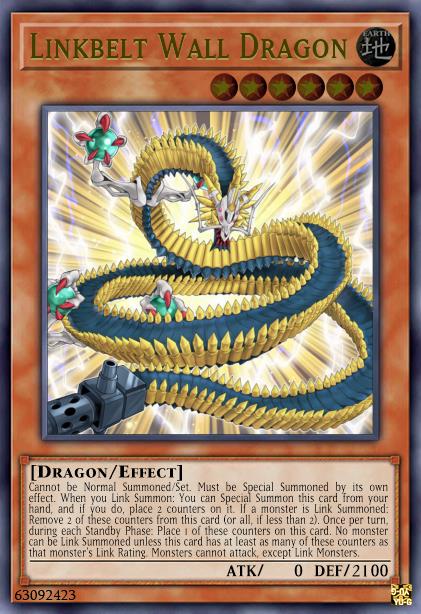 LINKBELT WALL DRAGON
EARTH
地
[DRAGON/EFFECT]
Cannot be Normal Summoned/Set. Must be Special Summoned by its own
effect. When you Link Summon: You can Special Summon this card from your
hand, and if you do, place 2 counters on it. If a monster is Link Summoned:
Remove 2 of these counters from this card (or all, if less than 2). Once per turn,
during each Standby Phase: Place 1 of these counters on this card. No monster
can be Link Summoned unless this card has at least as many of these counters as
that monster's Link Rating. Monsters cannot attack, except Link Monsters.
ATK/ 0 DEF/2100
63092423